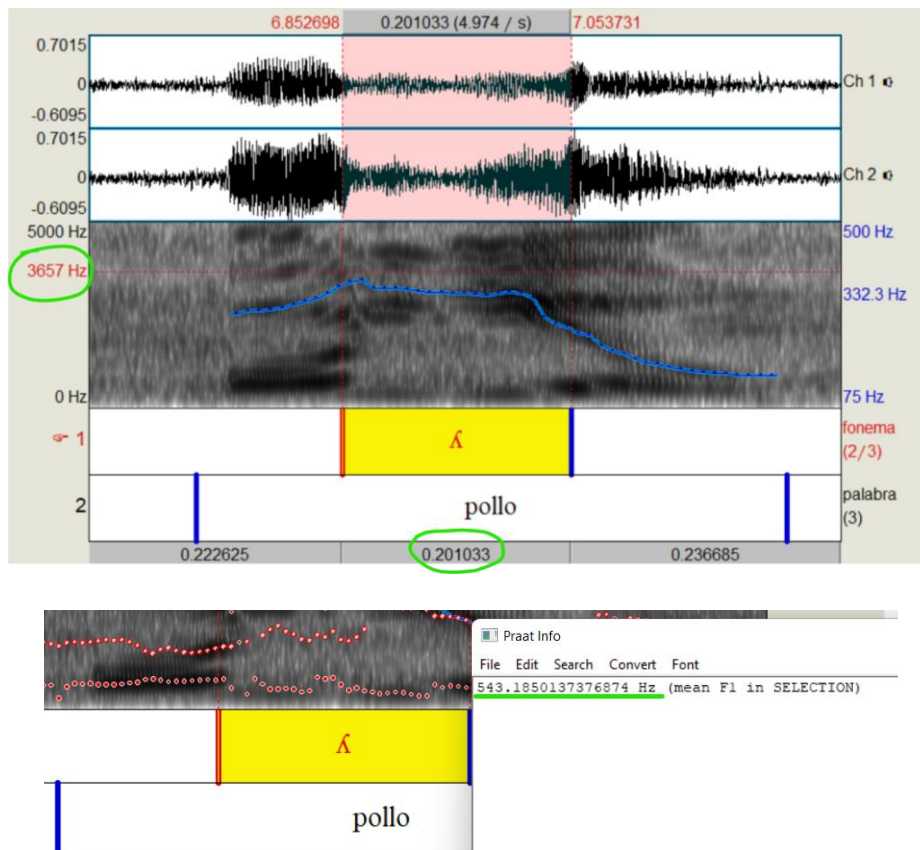 6.852698 0.201033 (4.974 / s) 7.053731
0.7015
0
-0.6095
Ch 1
0.7015
0
-0.6095
Ch 2
5000 Hz 500 Hz
3657 Hz
332.3 Hz
0 Hz 75 Hz
☞ 1 ʎ fonema
(2/3)
2 pollo palabra
(3)
0.222625 0.201033 0.236685
Praat Info
File Edit Search Convert Font
543.1850137376874 Hz (mean F1 in SELECTION)
ʎ
pollo